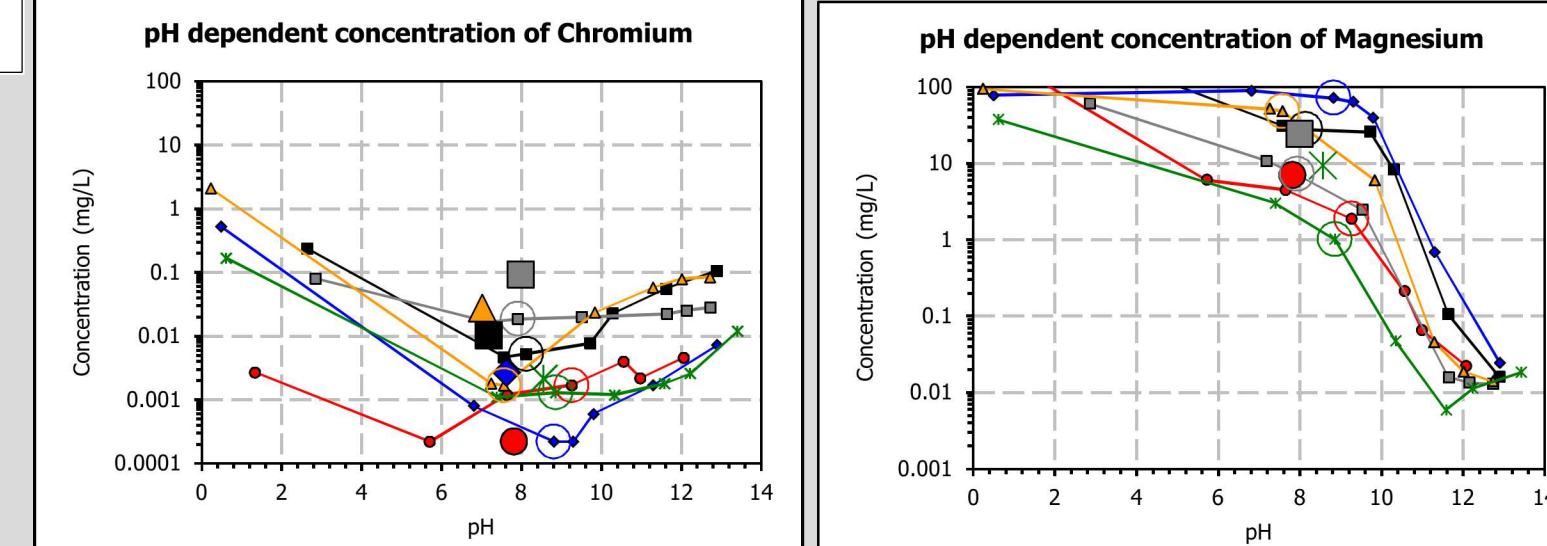 pH dependent concentration of Chromium
100
10
1
0.1
0.01
0.001
0.0001
Concentration (mg/L)
0 2 4 6 8 10 12 14
pH
pH dependent concentration of Magnesium
100
10
1
0.1
0.01
0.001
Concentration (mg/L)
0 2 4 6 8 10 12
pH